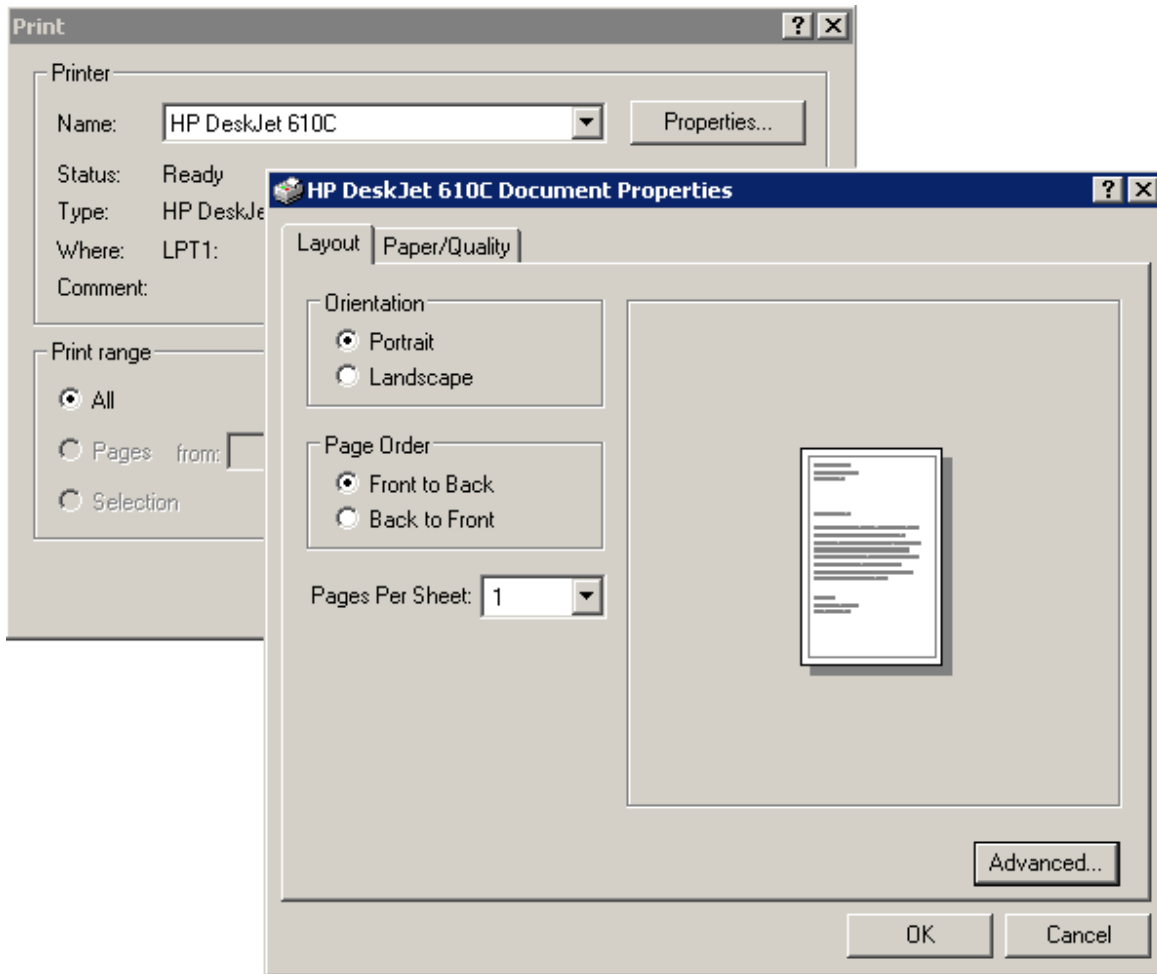 Print
Printer
Name: HP DeskJet 610C Properties...
Status: Ready
Type: HP DeskJe
Where: LPT1:
Comment:
Print range
All
Pages from:
Selection
HP DeskJet 610C Document Properties
Layout Paper/Quality
Orientation
Portrait
Landscape
Page Order
Front to Back
Back to Front
Pages Per Sheet: 1
Advanced...
OK Cancel